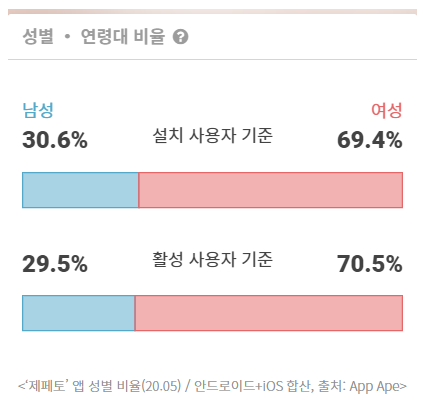 성별 • 연령대 비율 ?
남성 여성
30.6% 설치 사용자 기준 69.4%
29.5% 활성 사용자 기준 70.5%
<‘제페토’ 앱 성별 비율(20.05) / 안드로이드+iOS 합산, 출처: App Ape>